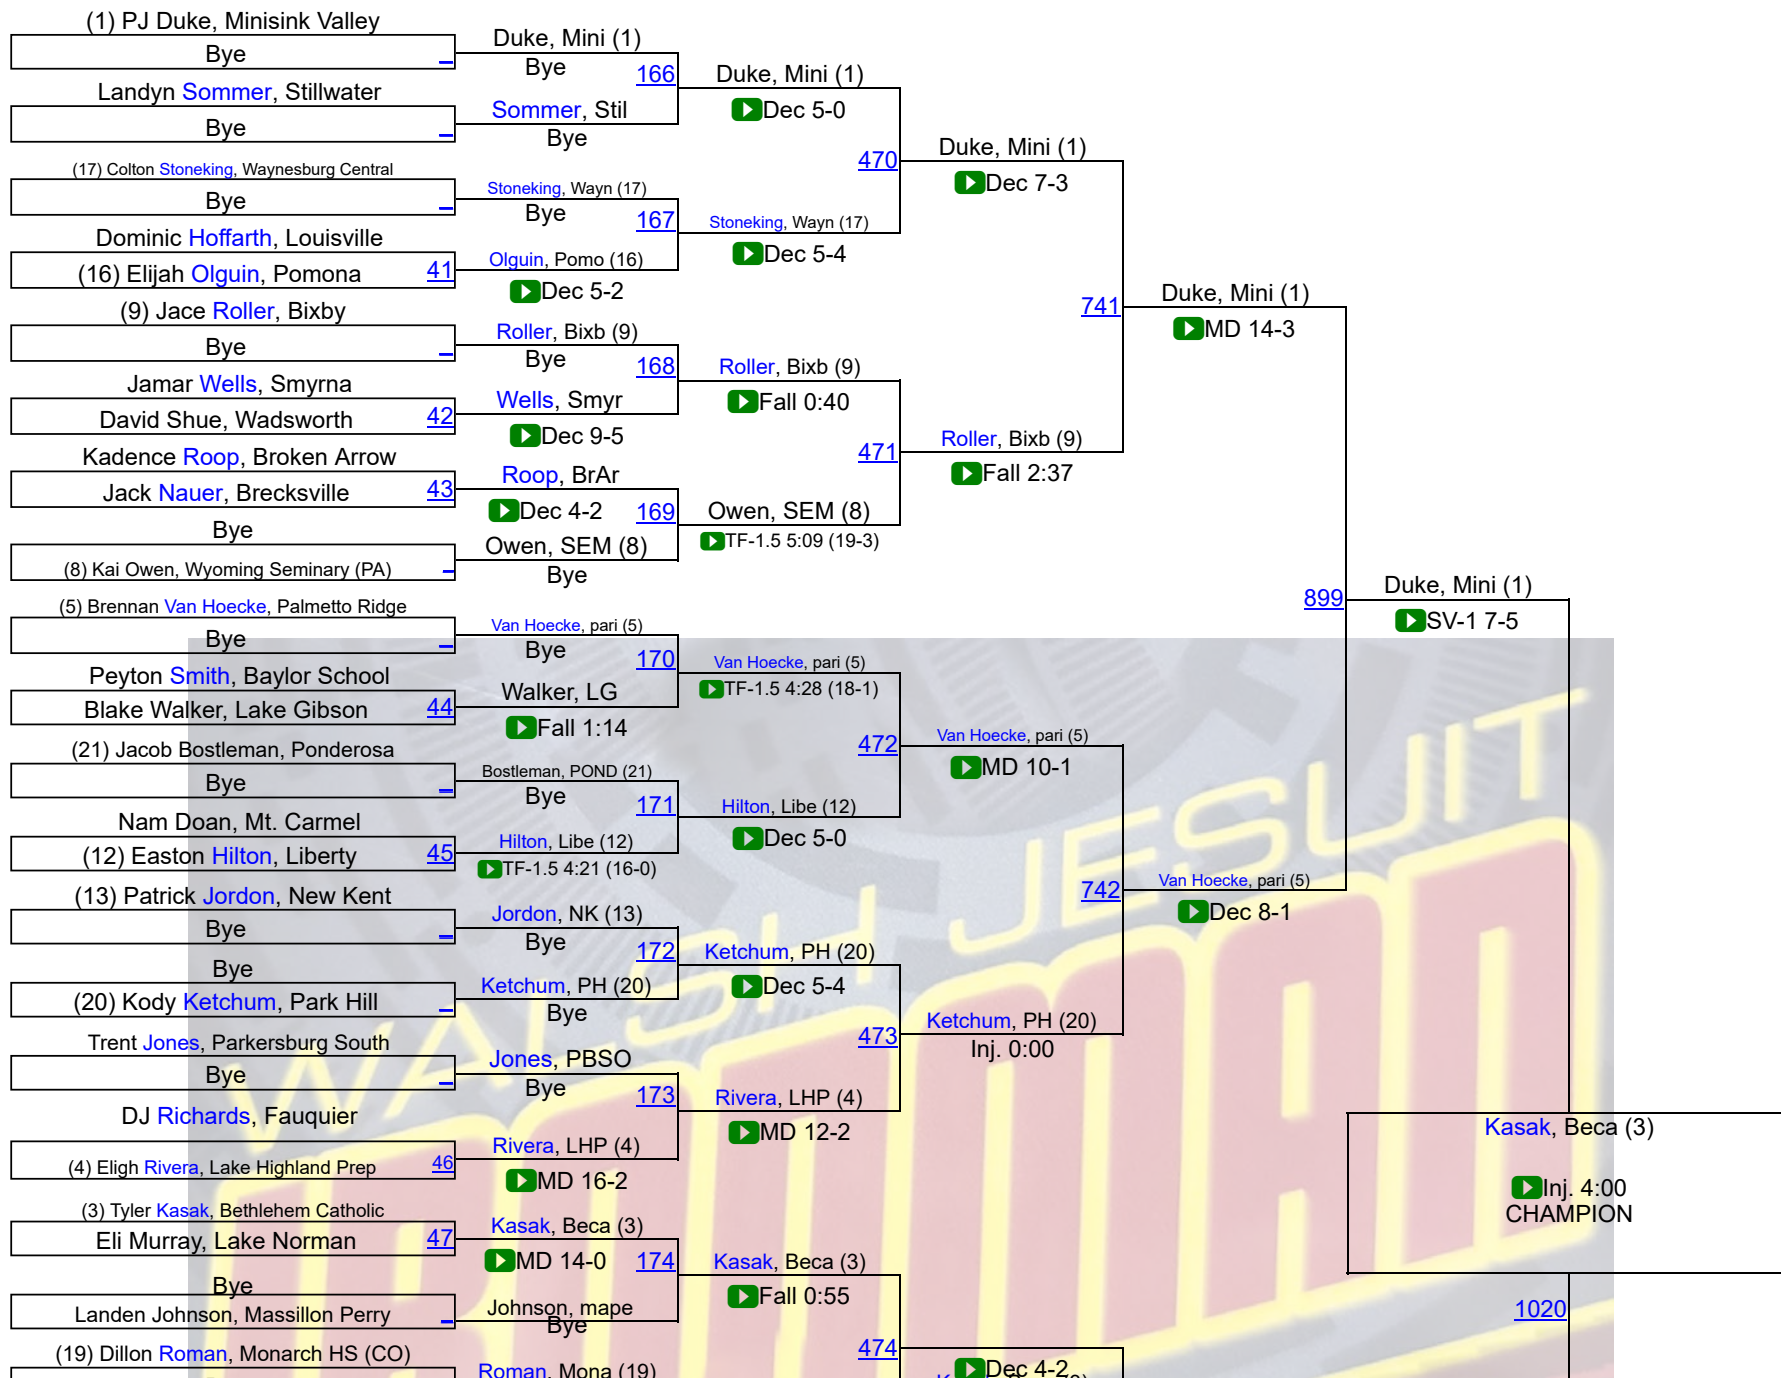 (1) PJ Duke, Minisink Valley
Bye
Landyn Sommer, Stillwater
Bye
(17) Colton Stoneking, Waynesburg Central
Bye
Dominic Hoffarth, Louisville
(16) Elijah Olguin, Pomona 41
(9) Jace Roller, Bixby
Bye
Jamar Wells, Smyrna
David Shue, Wadsworth 42
Kadence Roop, Broken Arrow
Jack Nauer, Brecksville 43
Bye
(8) Kai Owen, Wyoming Seminary (PA)
(5) Brennan Van Hoecke, Palmetto Ridge
Bye
Peyton Smith, Baylor School
Blake Walker, Lake Gibson 44
(21) Jacob Bostleman, Ponderosa
Bye
Nam Doan, Mt. Carmel
(12) Easton Hilton, Liberty 45
(13) Patrick Jordon, New Kent
Bye
Bye
(20) Kody Ketchum, Park Hill
Trent Jones, Parkersburg South
Bye
DJ Richards, Fauquier
(4) Eligh Rivera, Lake Highland Prep 46
(3) Tyler Kasak, Bethlehem Catholic
Eli Murray, Lake Norman 47
Bye
Landen Johnson, Massillon Perry
(19) Dillon Roman, Monarch HS (CO)
Duke, Mini (1)
Bye
166
Sommer, Stil
Bye
Stoneking, Wayn (17)
Bye
167
Olguin, Pomo (16)
Dec 5-2
Roller, Bixb (9)
Bye
168
Wells, Smyr
Dec 9-5
Roop, BrAr
Dec 4-2
169
Owen, SEM (8)
Bye
Van Hoecke, pari (5)
Bye
170
Walker, LG
Fall 1:14
Bostleman, POND (21)
Bye
171
Hilton, Libe (12)
TF-1.5 4:21 (16-0)
Jordon, NK (13)
Bye
172
Ketchum, PH (20)
Bye
Jones, PBSO
Bye
173
Rivera, LHP (4)
MD 16-2
Kasak, Beca (3)
MD 14-0
174
Johnson, mape
Bye
Roman, Mona (19)
Duke, Mini (1)
Dec 5-0
470
Stoneking, Wayn (17)
Dec 5-4
Roller, Bixb (9)
Fall 0:40
471
Owen, SEM (8)
TF-1.5 5:09 (19-3)
Van Hoecke, pari (5)
TF-1.5 4:28 (18-1)
472
Hilton, Libe (12)
Dec 5-0
Ketchum, PH (20)
Dec 5-4
473
Rivera, LHP (4)
MD 12-2
Kasak, Beca (3)
Fall 0:55
474
Duke, Mini (1)
Dec 7-3
741
Roller, Bixb (9)
Fall 2:37
Van Hoecke, pari (5)
MD 10-1
742
Ketchum, PH (20)
Inj. 0:00
Dec 4-2
Duke, Mini (1)
MD 14-3
899
Van Hoecke, pari (5)
Dec 8-1
Duke, Mini (1)
SV-1 7-5
Kasak, Beca (3)
Inj. 4:00
CHAMPION
1020
WALSH JESUIT
IRONMAN